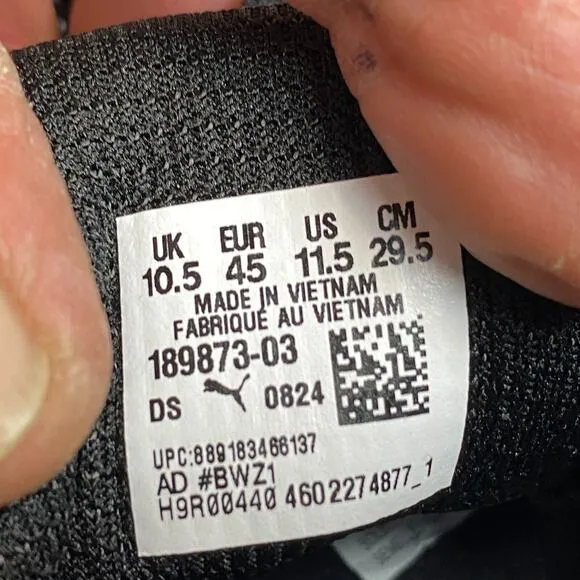 UK EUR US CM
10.5 45 11.5 29.5
MADE IN VIETNAM
FABRIQUÉ AU VIETNAM
189873-03
DS 0824
UPC:889183466137
AD #BWZ1
H9R00440 4602274877_1